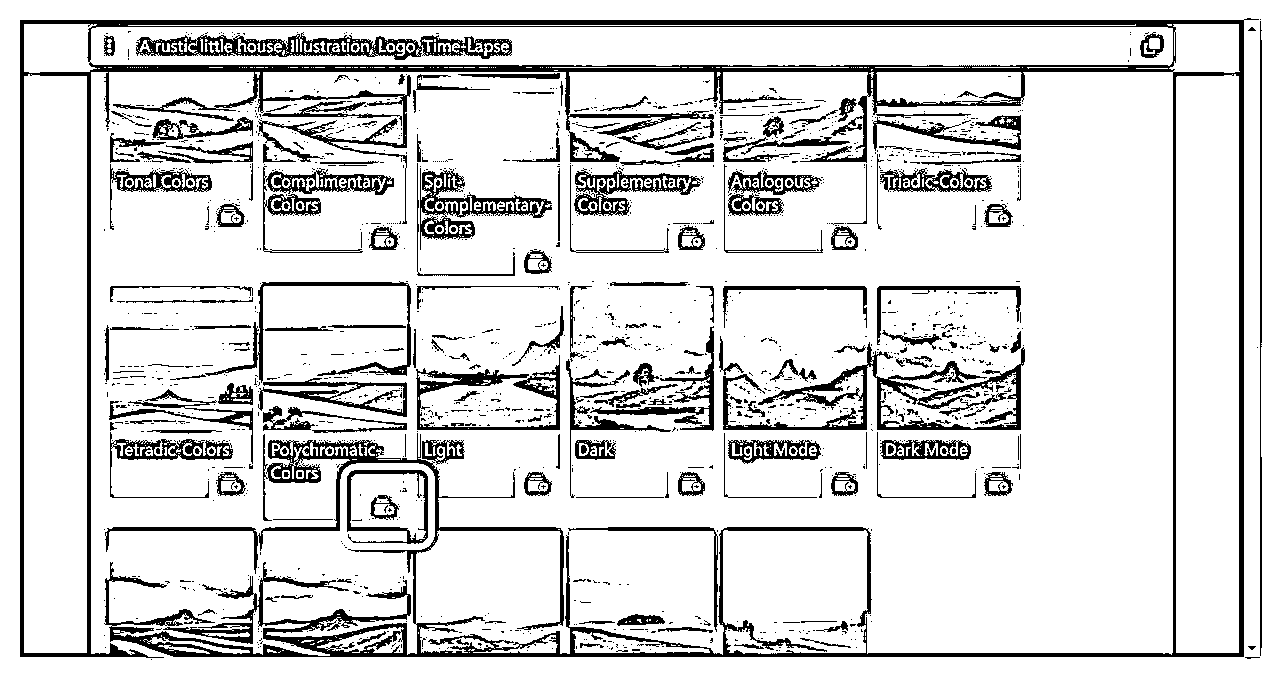 A rustic little house, Illustration, Logo, Time-Lapse
Tonal Colors
Complimentary-
Colors
Split-
Complementary-
Colors
Supplementary-
Colors
Analogous-
Colors
Triadic-Colors
Tetradic-Colors
Polychromatic-
Colors
Light
Dark
Light Mode
Dark Mode